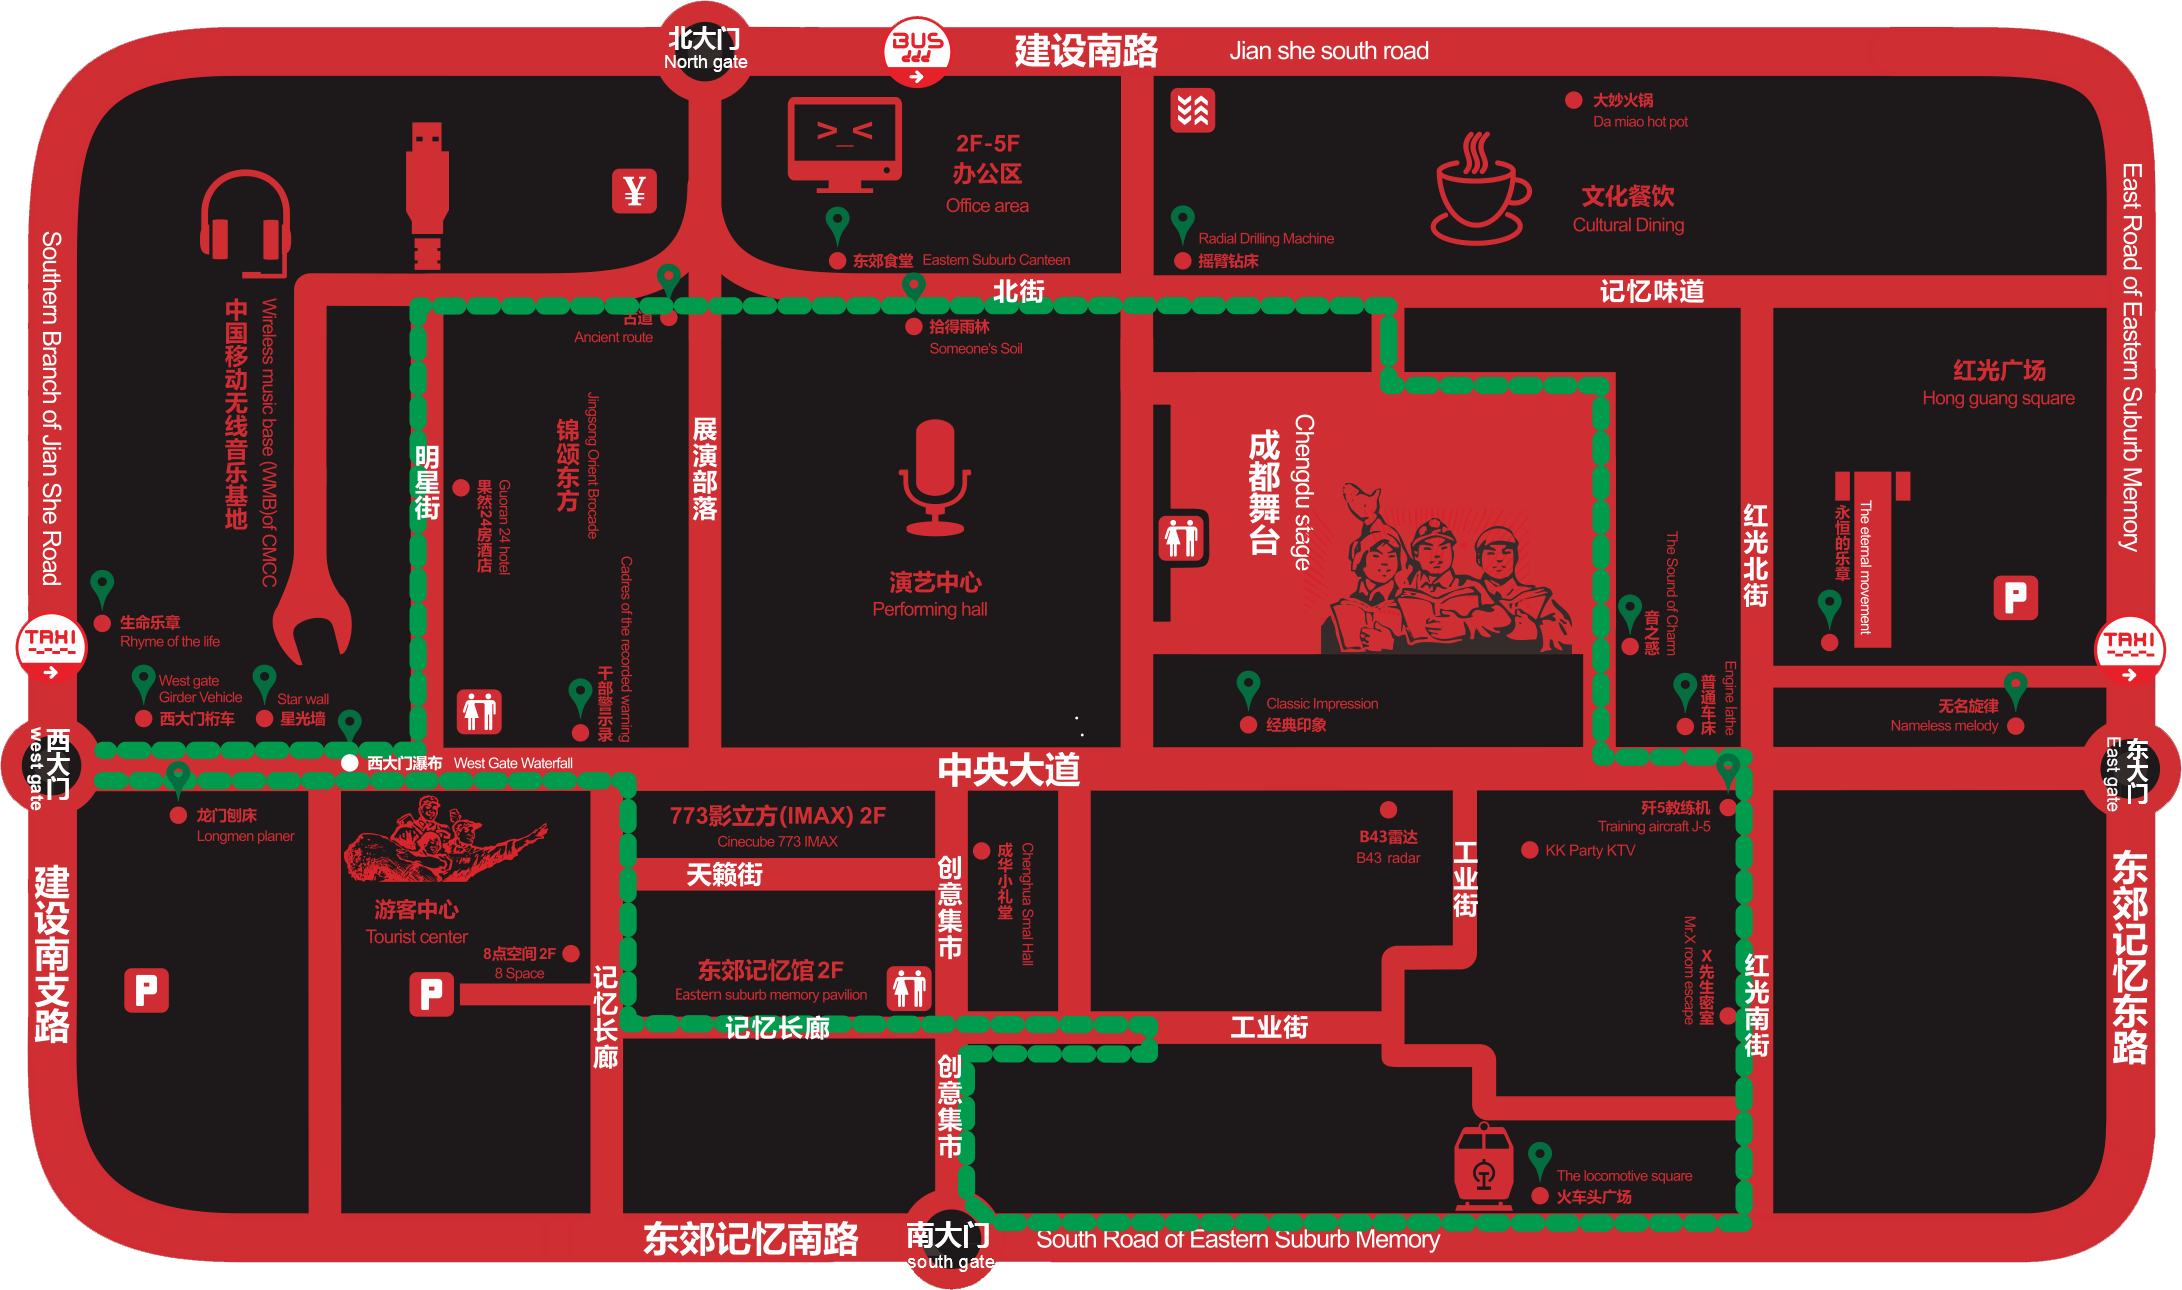 北大门
North gate
BUS
建设南路
Jian she south road
大妙火锅
Da miao hot pot
>_<
2F-5F
办公区
Office area
¥
文化餐饮
Cultural Dining
东郊食堂 Eastern Suburb Canteen
Radial Drilling Machine
摇臂钻床
北街
记忆味道
East Road of Eastern Suburb Memory
Southern Branch of Jian She Road
中国移动无线音乐基地
Wireless music base (WMB)of CMCC
古道
Ancient route
拾得雨林
Someone's Soil
红光广场
Hong guang square
明星街
果然24房酒店
Guoran 24 hotel
锦颂东方
Jingsong Orient Brocade
展演部落
演艺中心
Performing hall
成都舞台
Chengdu stage
红光北街
永恒的乐章
The eternal movement
P
生命乐章
Rhyme of the life
TAXI
TAXI
West gate
Girder Vehicle
西大门桁车
Star wall
星光墙
干部警示录
Cadres of the recorded warning
Classic Impression
经典印象
音之惑
The Sound of Charm
普通车床
Engine lathe
无名旋律
Nameless melody
西大门
west gate
西大门瀑布 West Gate Waterfall
中央大道
东大门
East gate
龙门刨床
Longmen planer
773影立方(IMAX) 2F
Cinecube 773 IMAX
天籁街
创意集市
成华小礼堂
Chenghua Smal Hall
B43雷达
B43 radar
工业街
歼5教练机
Training aircraft J-5
KK Party KTV
建设南支路
游客中心
Tourist center
8点空间 2F
8 Space
P
P
记忆长廊
东郊记忆馆 2F
Eastern suburb memory pavilion
X先生密室
Mr.X room escape
红光南街
东郊记忆东路
记忆长廊
工业街
创意集市
The locomotive square
火车头广场
东郊记忆南路
南大门
south gate
South Road of Eastern Suburb Memory